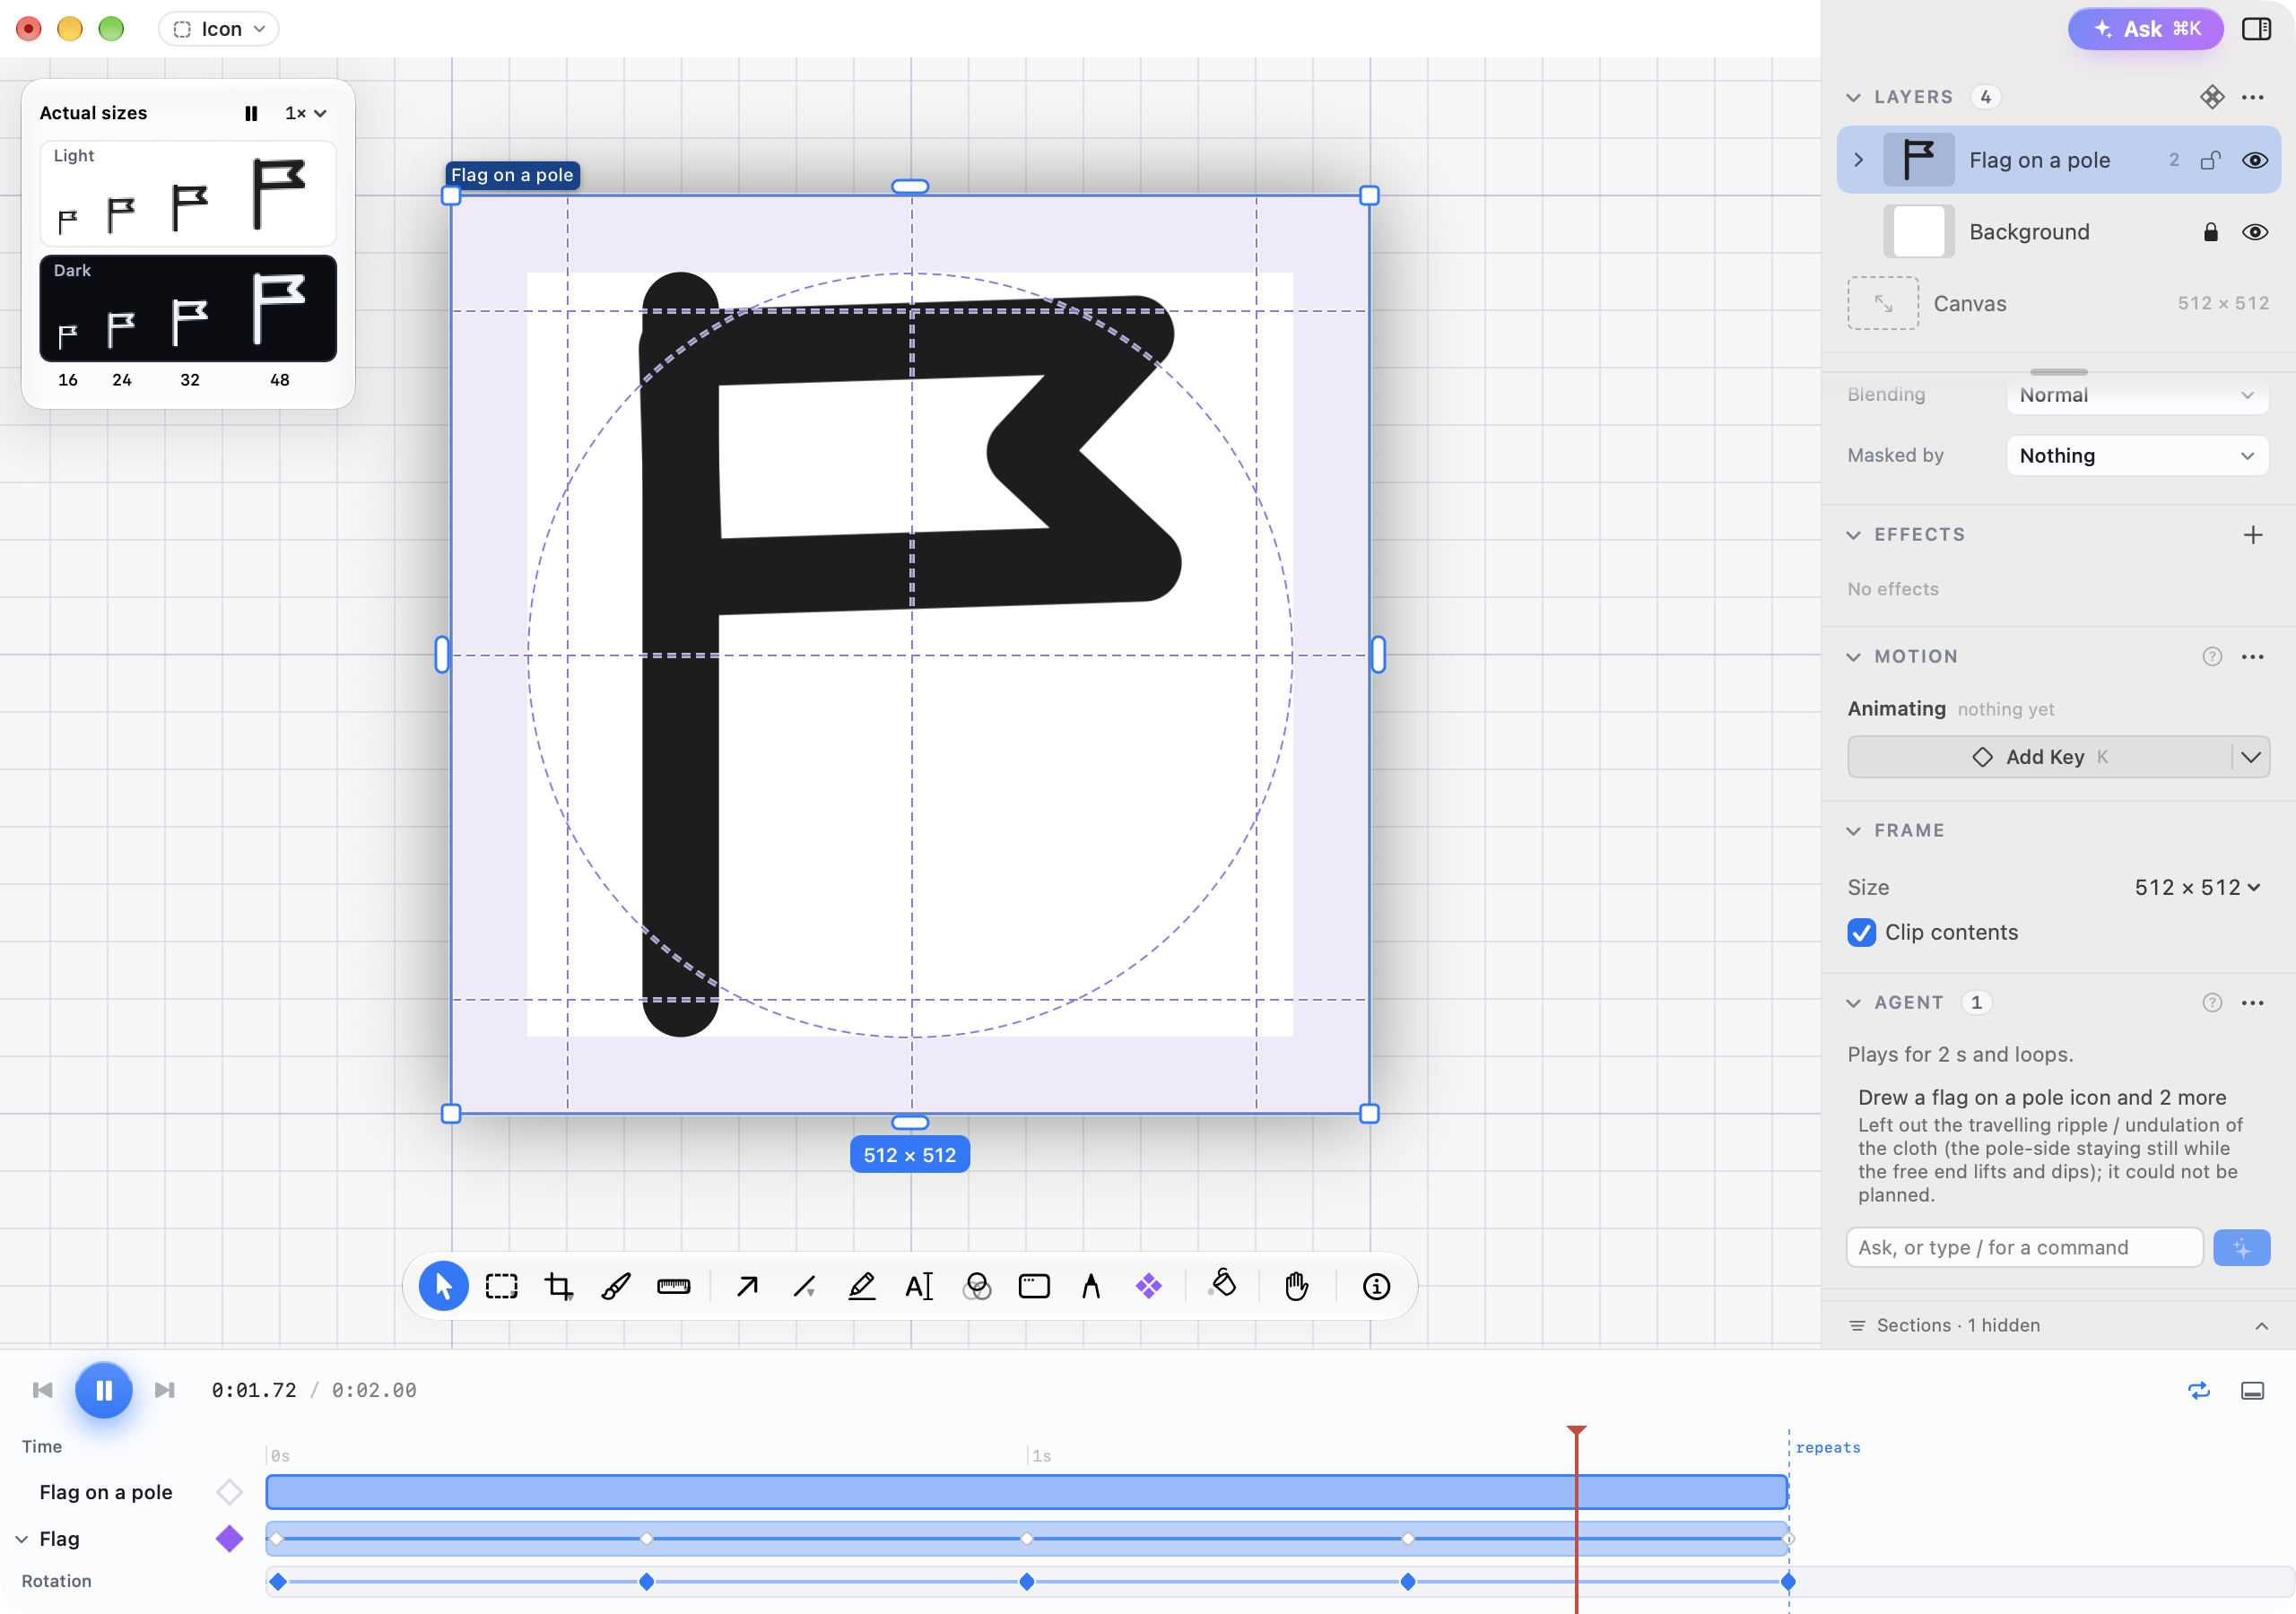 Icon
Ask ⌘K
Actual sizes
1×
Light
Dark
16 24 32 48
Flag on a pole
512 × 512
LAYERS 4
Flag on a pole 2
Background
Canvas 512 × 512
Blending Normal
Masked by Nothing
EFFECTS
No effects
MOTION ?
Animating nothing yet
Add Key K
FRAME
Size 512 × 512
Clip contents
AGENT 1 ?
Plays for 2 s and loops.
Drew a flag on a pole icon and 2 more
Left out the travelling ripple / undulation of
the cloth (the pole-side staying still while
the free end lifts and dips); it could not be
planned.
Ask, or type / for a command
Sections · 1 hidden
0:01.72 / 0:02.00
Time
0s 1s repeats
Flag on a pole
Flag
Rotation